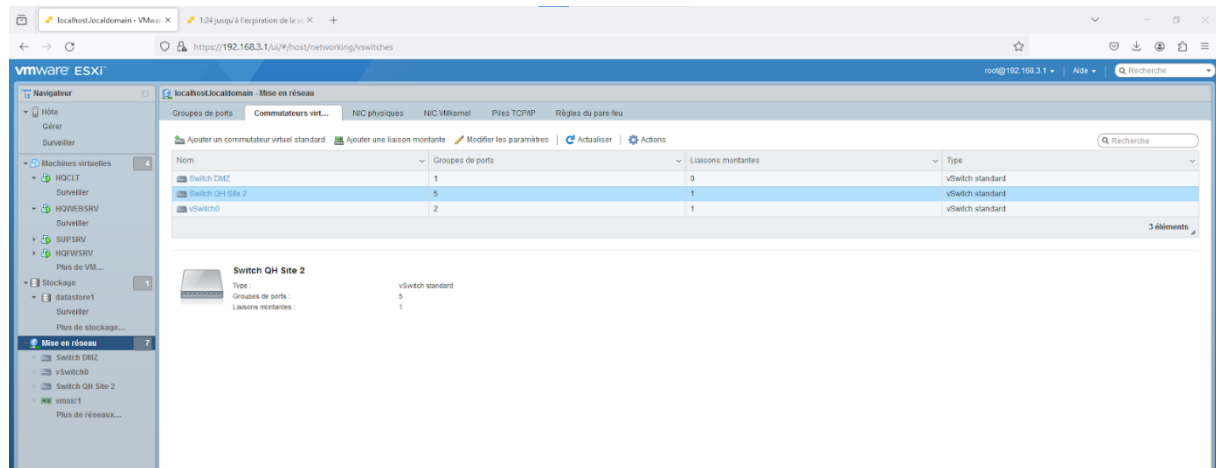 localhost.localdomain - VMwar
1:24 jusqu'à l'expiration de la se
https://192.168.3.1/ui/#/host/networking/vswitches
vmware ESXi™
root@192.168.3.1
Aide
Recherche
Navigateur
localhost.localdomain - Mise en réseau
Hôte
Gérer
Surveiller
Machines virtuelles 4
HQCLT
Surveiller
HQWEBSRV
Surveiller
SUPSRV
HQFWSRV
Plus de VM...
Stockage 1
datastore1
Surveiller
Plus de stockage...
Mise en réseau 7
Switch DMZ
vSwitch0
Switch QH Site 2
vmnic1
Plus de réseaux...
Groupes de ports Commutateurs virt... NIC physiques NIC VMkernel Piles TCP/IP Règles du pare-feu
Ajouter un commutateur virtuel standard Ajouter une liaison montante Modifier les paramètres Actualiser Actions
Recherche
Nom Groupes de ports Liaisons montantes Type
Switch DMZ 1 0 vSwitch standard
Switch QH Site 2 5 1 vSwitch standard
vSwitch0 2 1 vSwitch standard
3 éléments
Switch QH Site 2
Type : vSwitch standard
Groupes de ports : 5
Liaisons montantes : 1